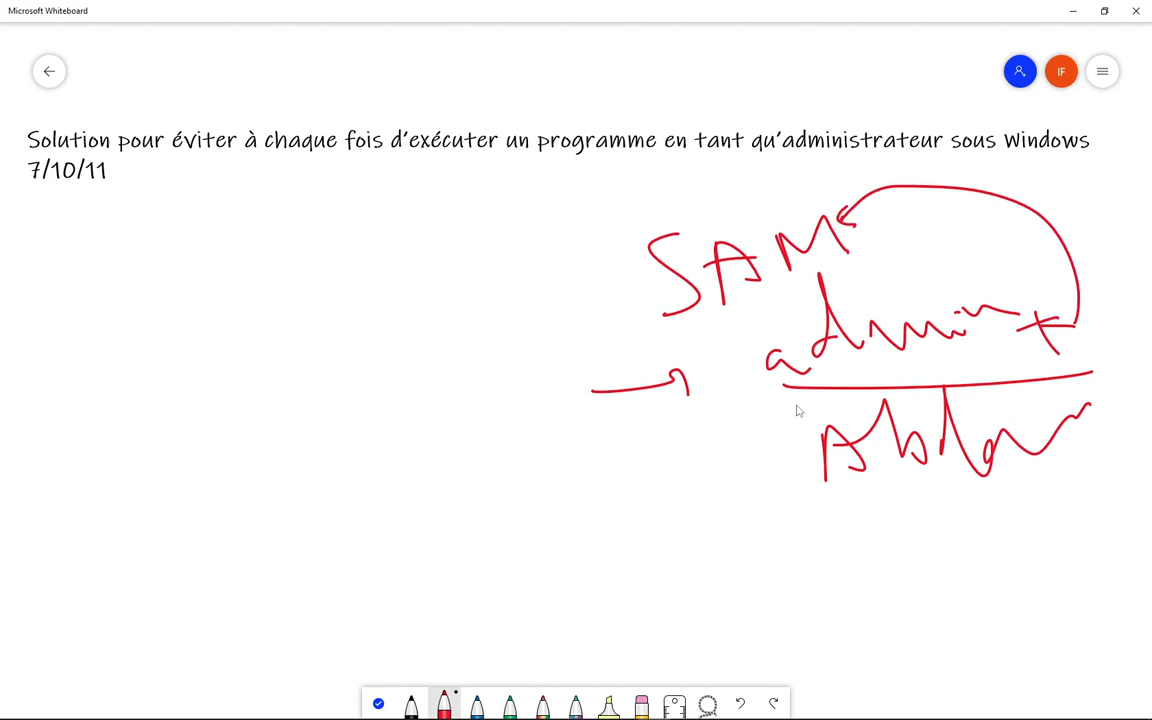 Microsoft Whiteboard
IF
Solution pour éviter à chaque fois d'exécuter un programme en tant qu'administrateur sous Windows
7/10/11
SAM
admin